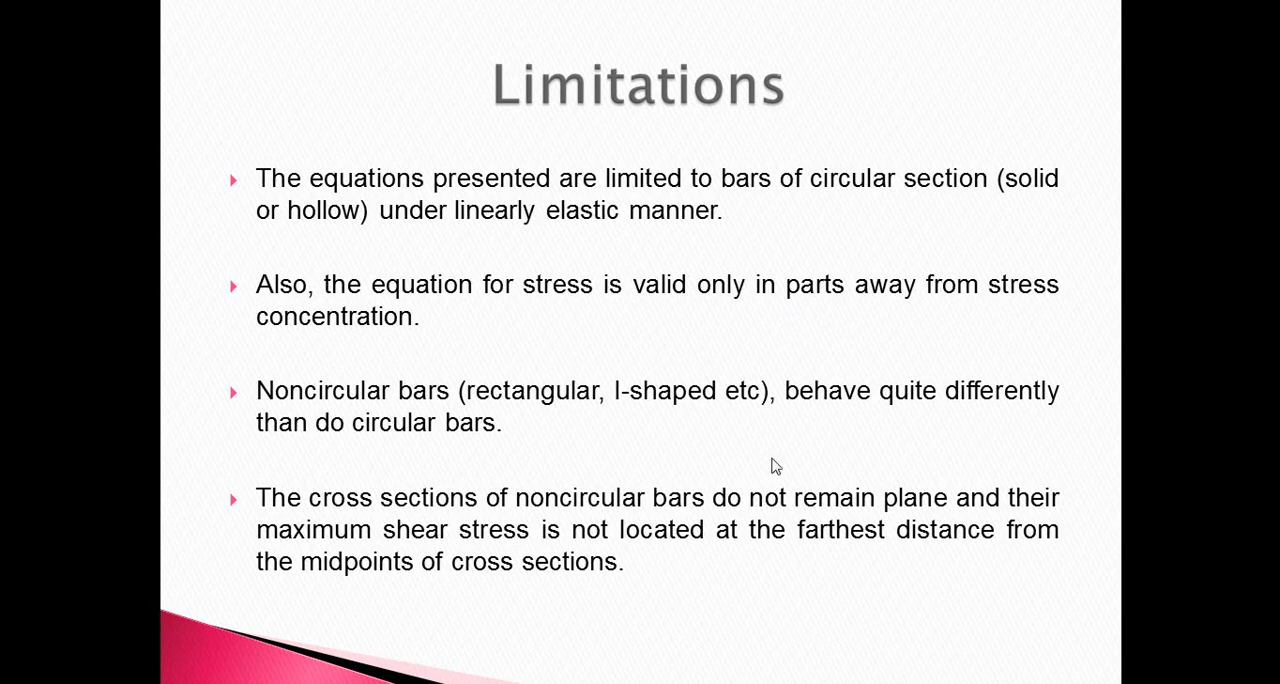 Limitations
The equations presented are limited to bars of circular section (solid
or hollow) under linearly elastic manner.
Also, the equation for stress is valid only in parts away from stress
concentration.
Noncircular bars (rectangular, I-shaped etc), behave quite differently
than do circular bars.
The cross sections of noncircular bars do not remain plane and their
maximum shear stress is not located at the farthest distance from
the midpoints of cross sections.